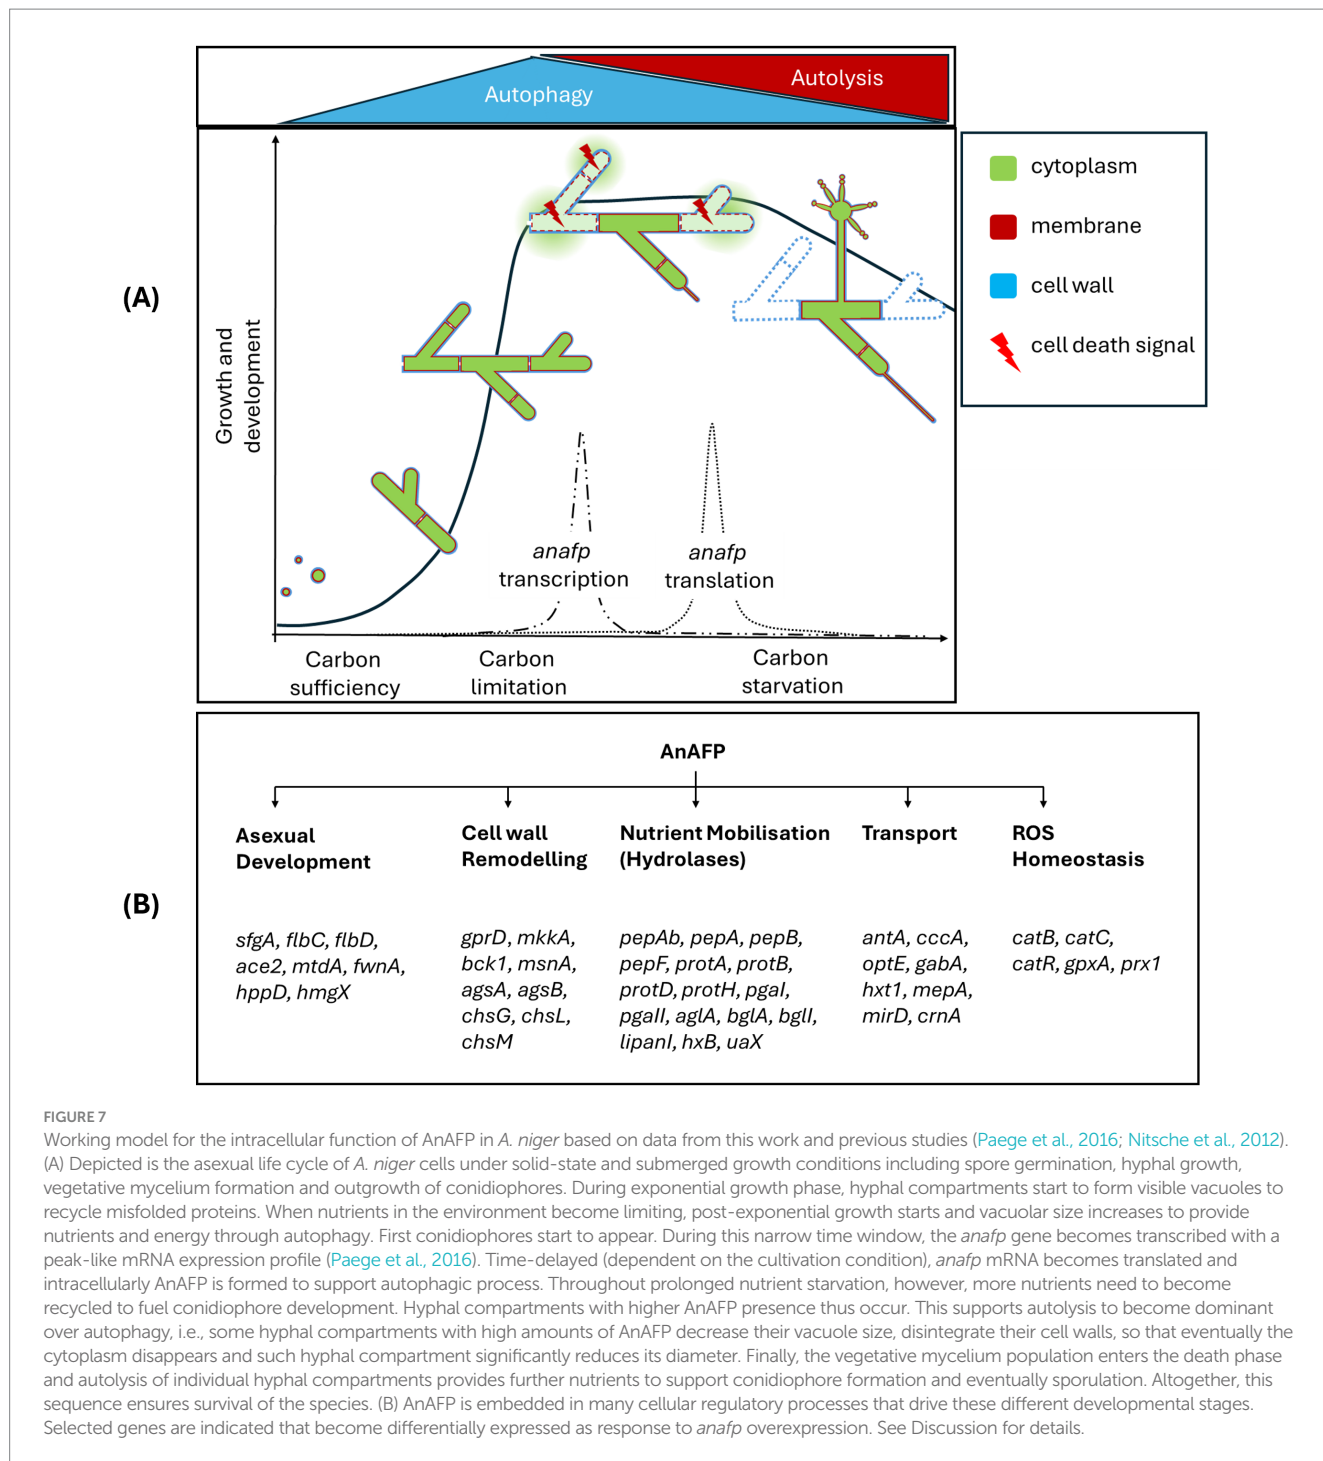 Autophagy
Autolysis
(A)
Growth and
development
cytoplasm
membrane
cell wall
cell death signal
anafp
transcription
anafp
translation
Carbon
sufficiency
Carbon
limitation
Carbon
starvation
(B)
AnAFP
Asexual
Development
sfgA, flbC, flbD,
ace2, mtdA, fwnA,
hppD, hmgX
Cell wall
Remodelling
gprD, mkkA,
bck1, msnA,
agsA, agsB,
chsG, chsL,
chsM
Nutrient Mobilisation
(Hydrolases)
pepAb, pepA, pepB,
pepF, protA, protB,
protD, protH, pgaI,
pgaII, aglA, bglA, bglI,
lipanI, hxB, uaX
Transport
antA, cccA,
optE, gabA,
hxt1, mepA,
mirD, crnA
ROS
Homeostasis
catB, catC,
catR, gpxA, prx1
FIGURE 7
Working model for the intracellular function of AnAFP in A. niger based on data from this work and previous studies (Paege et al., 2016; Nitsche et al., 2012).
(A) Depicted is the asexual life cycle of A. niger cells under solid-state and submerged growth conditions including spore germination, hyphal growth,
vegetative mycelium formation and outgrowth of conidiophores. During exponential growth phase, hyphal compartments start to form visible vacuoles to
recycle misfolded proteins. When nutrients in the environment become limiting, post-exponential growth starts and vacuolar size increases to provide
nutrients and energy through autophagy. First conidiophores start to appear. During this narrow time window, the anafp gene becomes transcribed with a
peak-like mRNA expression profile (Paege et al., 2016). Time-delayed (dependent on the cultivation condition), anafp mRNA becomes translated and
intracellularly AnAFP is formed to support autophagic process. Throughout prolonged nutrient starvation, however, more nutrients need to become
recycled to fuel conidiophore development. Hyphal compartments with higher AnAFP presence thus occur. This supports autolysis to become dominant
over autophagy, i.e., some hyphal compartments with high amounts of AnAFP decrease their vacuole size, disintegrate their cell walls, so that eventually the
cytoplasm disappears and such hyphal compartment significantly reduces its diameter. Finally, the vegetative mycelium population enters the death phase
and autolysis of individual hyphal compartments provides further nutrients to support conidiophore formation and eventually sporulation. Altogether, this
sequence ensures survival of the species. (B) AnAFP is embedded in many cellular regulatory processes that drive these different developmental stages.
Selected genes are indicated that become differentially expressed as response to anafp overexpression. See Discussion for details.